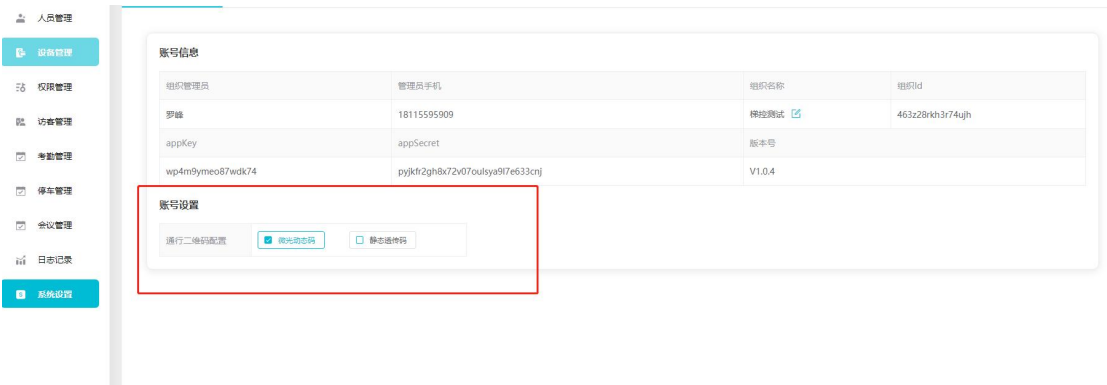 人员管理
设备管理
权限管理
访客管理
考勤管理
停车管理
会议管理
日志记录
系统设置
账号信息
组织管理员 管理员手机 组织名称 组织Id
罗峰 18115595909 梯控测试 463z28rkh3r74ujh
appKey appSecret 版本号
wp4m9ymeo87wdk74 pyjkfr2gh8x72v07oulsya9l7e633cnj V1.0.4
账号设置
通行二维码配置 微光动态码 静态透传码